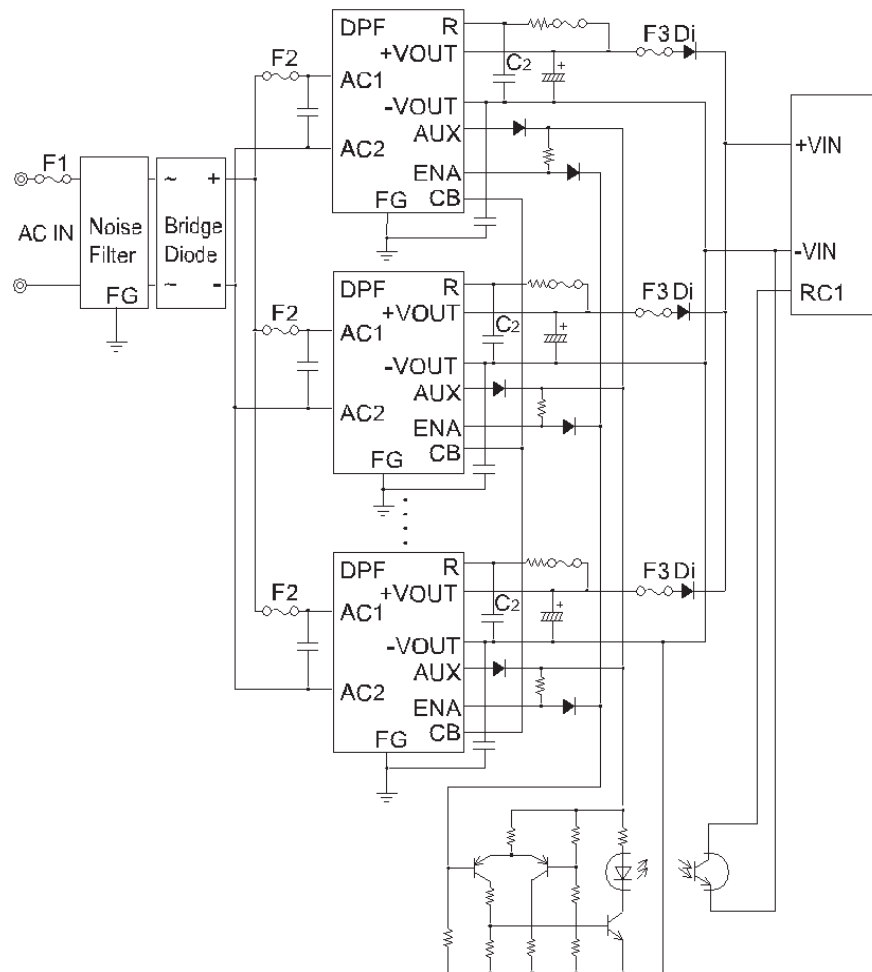 DPF
R
F3 Di
+VOUT
F2
C2
+
AC1
-VOUT
AUX
+VIN
AC2
F1
ENA
~
+
FG
CB
AC IN
Noise
Filter
Bridge
Diode
-VIN
FG
~
-
RC1
DPF
R
F3 Di
+VOUT
F2
C2
+
AC1
-VOUT
AUX
AC2
ENA
FG
CB
DPF
R
F3 Di
+VOUT
F2
C2
+
AC1
-VOUT
AUX
AC2
ENA
FG
CB